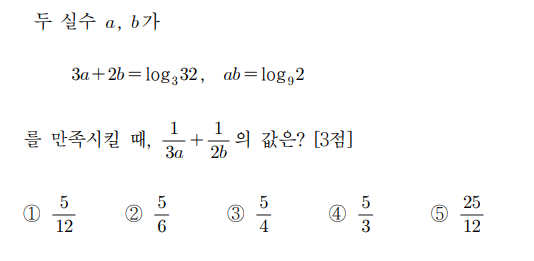 두 실수 a, b가
3a+2b=log₃32, ab=log₉2
를 만족시킬 때, 1/3a + 1/2b 의 값은? [3점]
① 5/12 ② 5/6 ③ 5/4 ④ 5/3 ⑤ 25/12